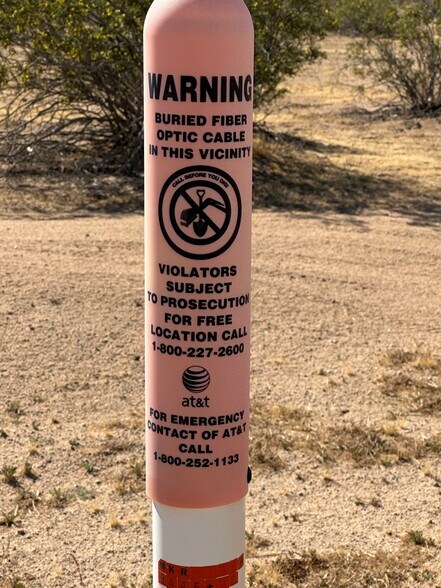 WARNING
BURIED FIBER
OPTIC CABLE
IN THIS VICINITY
CALL BEFORE YOU DIG
VIOLATORS
SUBJECT
TO PROSECUTION
FOR FREE
LOCATION CALL
1-800-227-2600
at&t
FOR EMERGENCY
CONTACT OF AT&T
CALL
1-800-252-1133